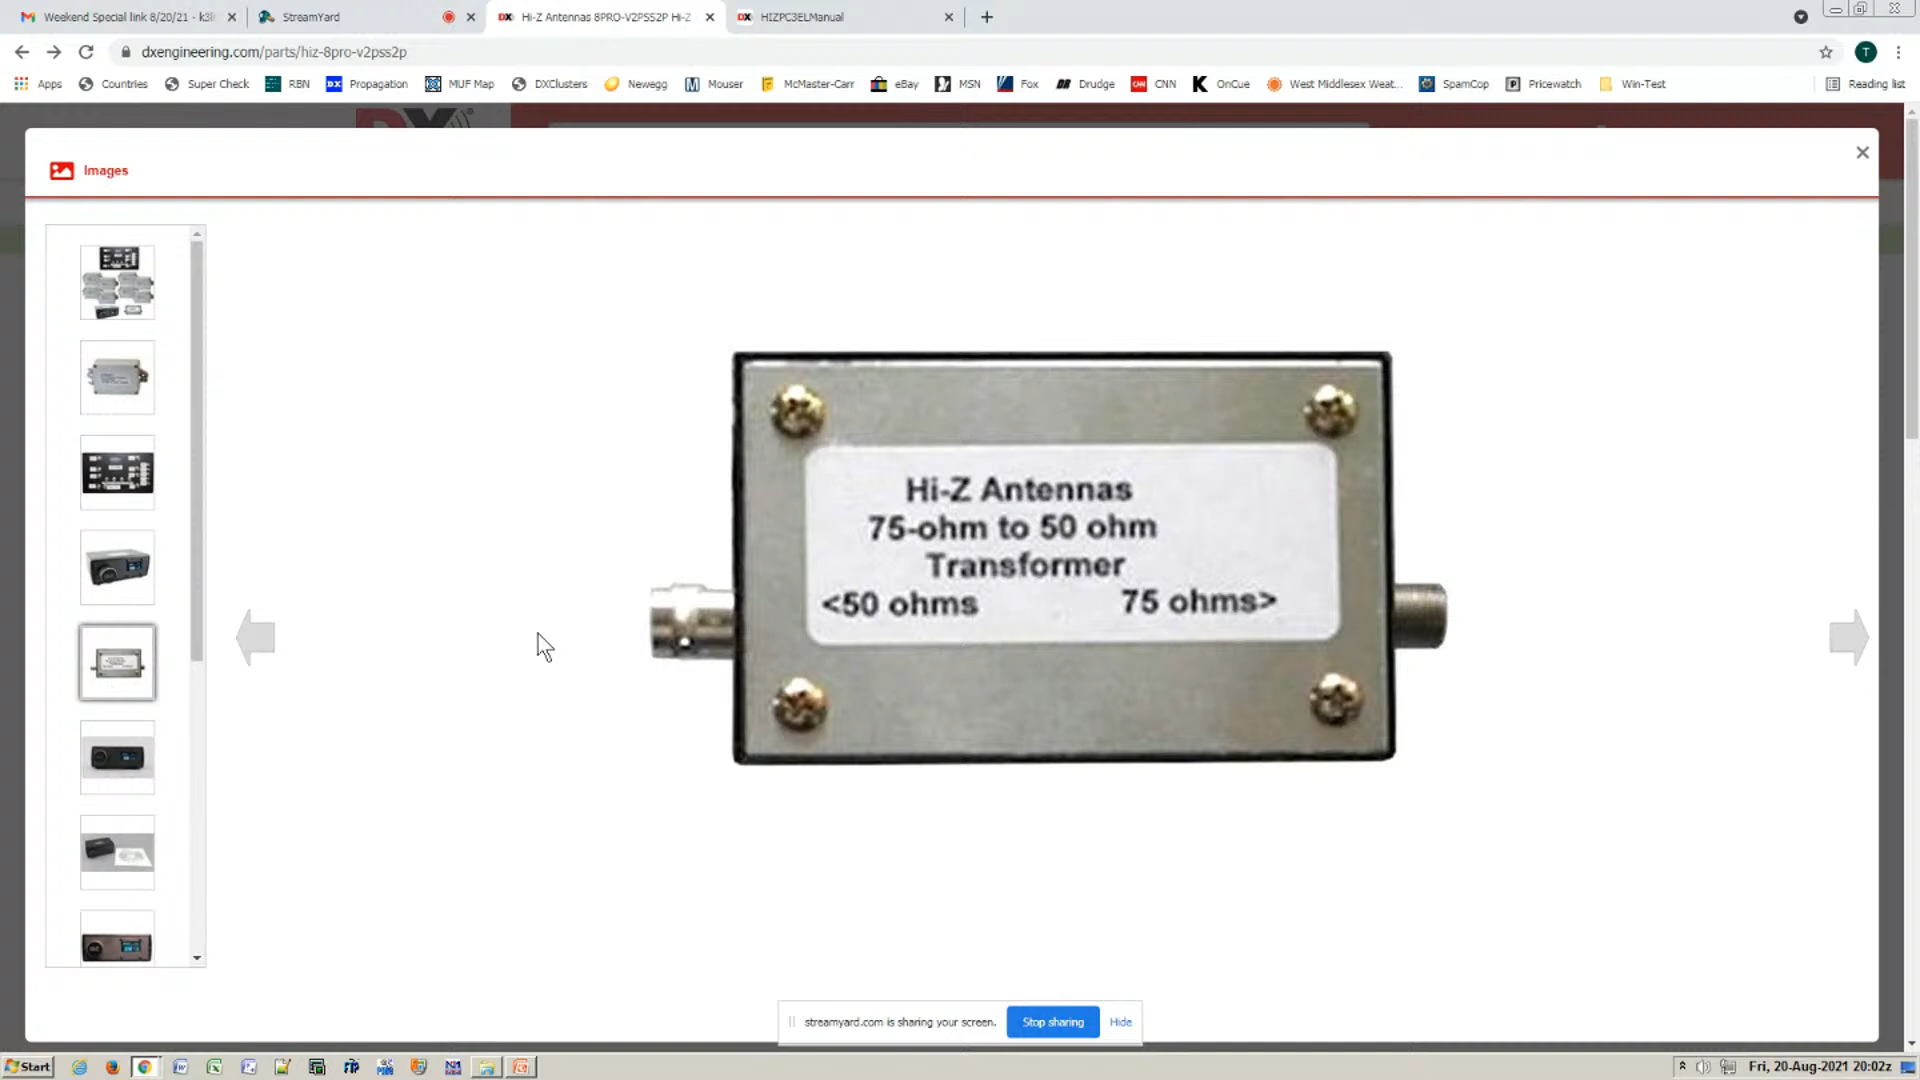 Weekend Special link 8/20/21 - k3l
StreamYard
DX Hi-Z Antennas 8PRO-V2PSS2P Hi-Z
DX HIZPC3ELManual
dxengineering.com/parts/hiz-8pro-v2pss2p
T
Apps Countries Super Check RBN DX Propagation MUF Map DXClusters Newegg M Mouser McMaster-Carr eBay MSN Fox Drudge CNN K OnCue West Middlesex Weat... SpamCop P Pricewatch Win-Test Reading list
DX
Images
Hi-Z Antennas
75-ohm to 50 ohm
Transformer
<50 ohms 75 ohms>
streamyard.com is sharing your screen. Stop sharing Hide
Start
Fri, 20-Aug-2021 20:02z